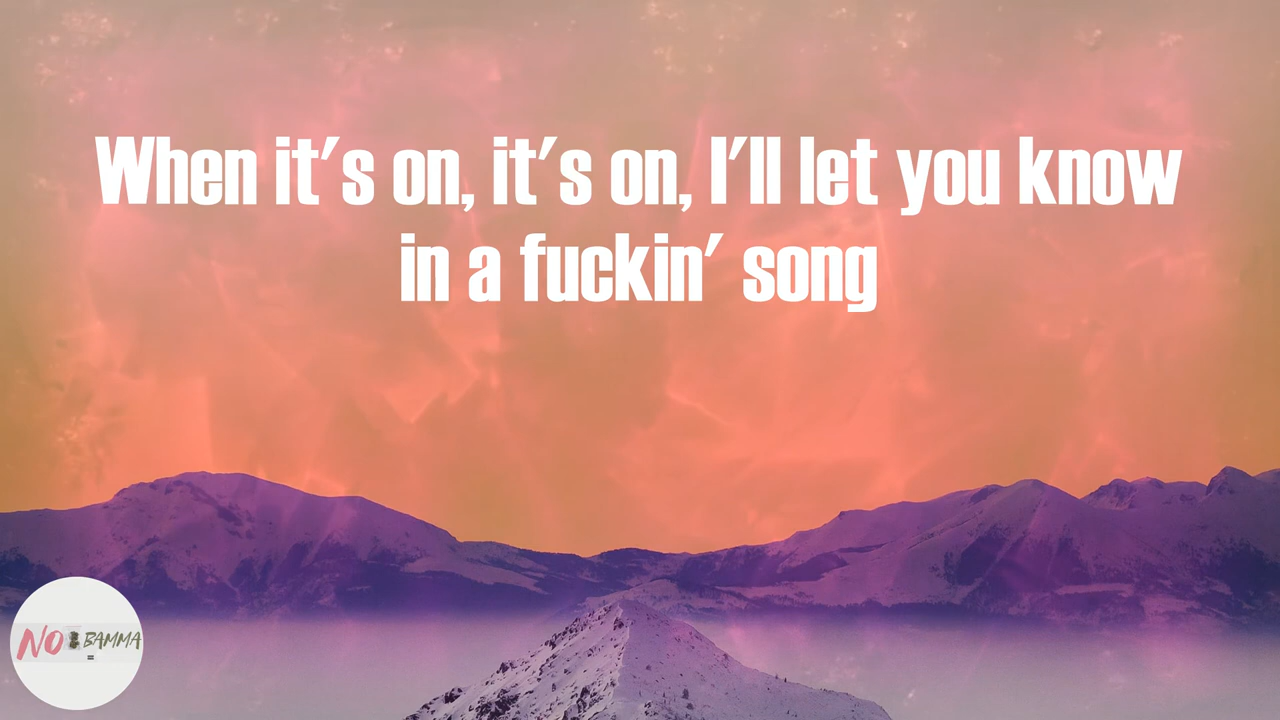 When it's on, it's on, I'll let you know
in a fuckin' song
NO BAMMA